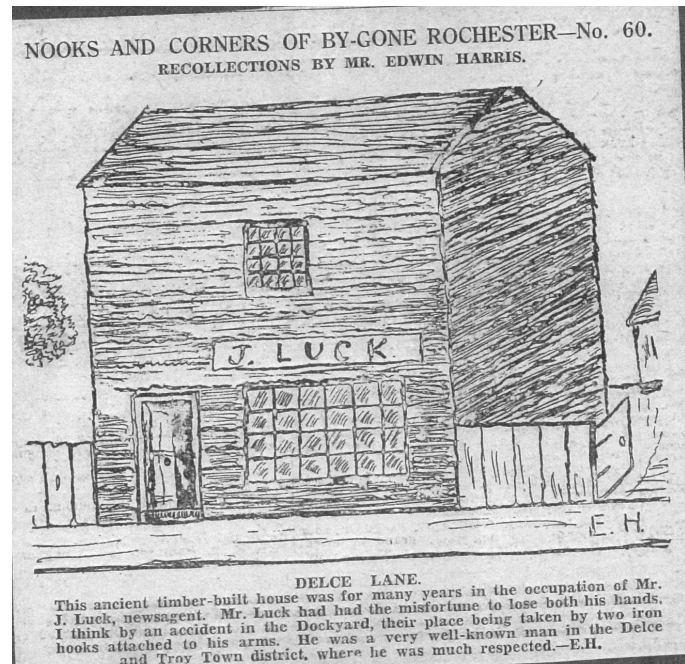 NOOKS AND CORNERS OF BY-GONE ROCHESTER—No. 60.
RECOLLECTIONS BY MR. EDWIN HARRIS.
J. LUCK.
E. H.
DELCE LANE.
This ancient timber-built house was for many years in the occupation of Mr.
J. Luck, newsagent. Mr. Luck had had the misfortune to lose both his hands,
I think by an accident in the Dockyard, their place being taken by two iron
hooks attached to his arms. He was a very well-known man in the Delce
and Troy Town district, where he was much respected.—E.H.